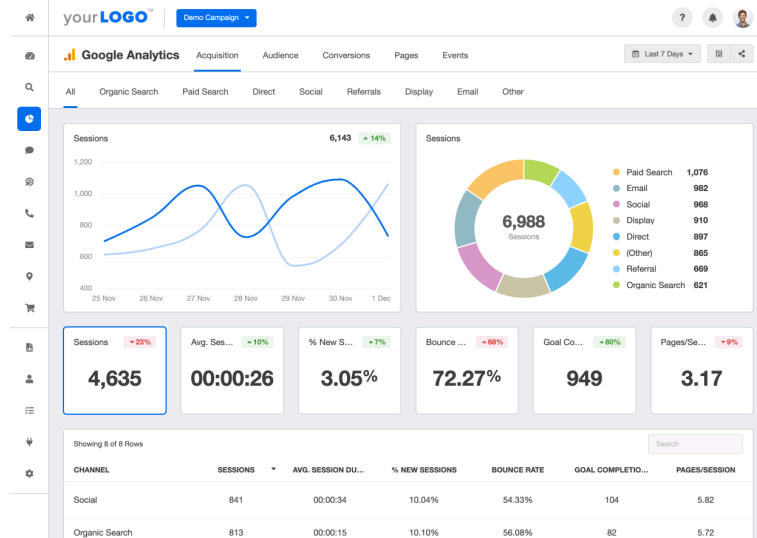 yourLOGO™
Demo Campaign
?
Google Analytics
Acquisition
Audience
Conversions
Pages
Events
Last 7 Days
All
Organic Search
Paid Search
Direct
Social
Referrals
Display
Email
Other
Sessions
6,143
14%
1,200
1,000
800
600
400
25 Nov
26 Nov
27 Nov
28 Nov
29 Nov
30 Nov
1 Dec
Sessions
6,988
Sessions
Paid Search 1,076
Email 982
Social 968
Display 910
Direct 897
(Other) 865
Referral 669
Organic Search 621
Sessions
23%
4,635
Avg. Ses...
10%
00:00:26
% New S...
7%
3.05%
Bounce ...
68%
72.27%
Goal Co...
80%
949
Pages/Se...
9%
3.17
Showing 8 of 8 Rows
Search
CHANNEL SESSIONS AVG. SESSION DU... % NEW SESSIONS BOUNCE RATE GOAL COMPLETIO... PAGES/SESSION
Social 841 00:00:34 10.04% 54.33% 104 5.82
Organic Search 813 00:00:15 10.10% 56.08% 82 5.72